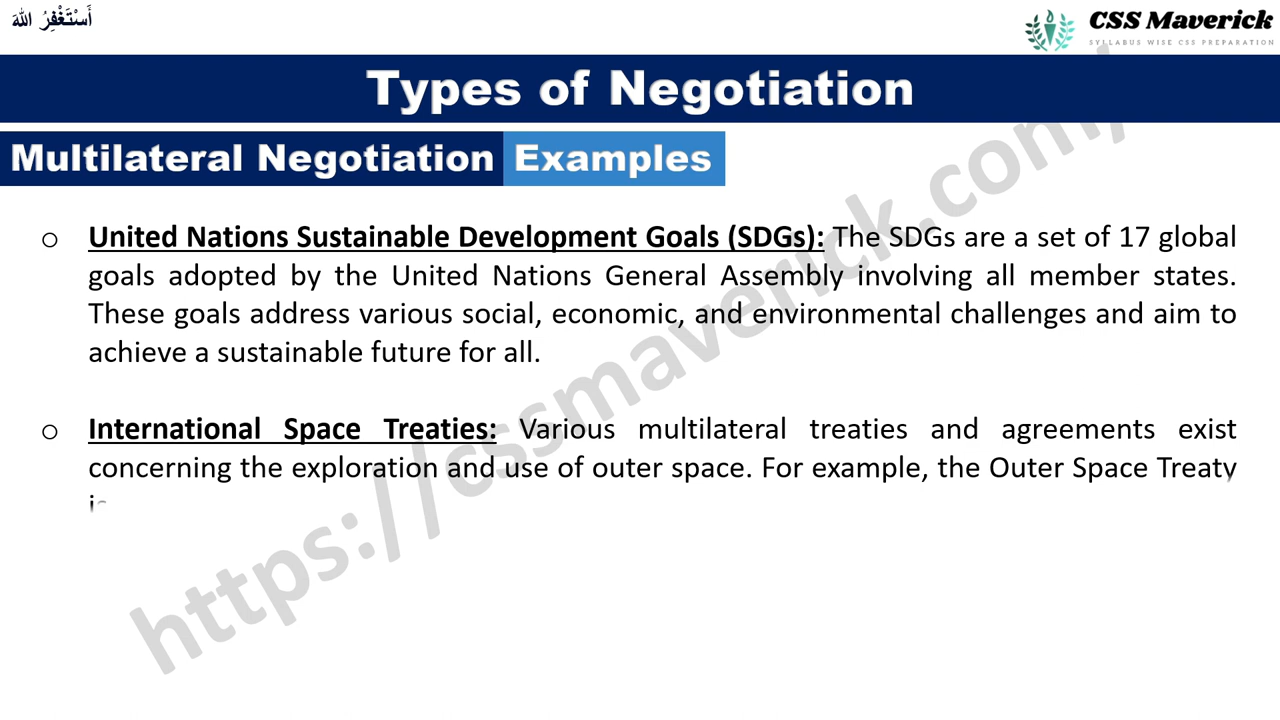 أَسْتَغْفِرُ اللهَ
CSS Maverick
SYLLABUS WISE CSS PREPARATION
Types of Negotiation
Multilateral Negotiation Examples
o United Nations Sustainable Development Goals (SDGs): The SDGs are a set of 17 global
goals adopted by the United Nations General Assembly involving all member states.
These goals address various social, economic, and environmental challenges and aim to
achieve a sustainable future for all.
o International Space Treaties: Various multilateral treaties and agreements exist
concerning the exploration and use of outer space. For example, the Outer Space Treaty
https://cssmaverick.com/